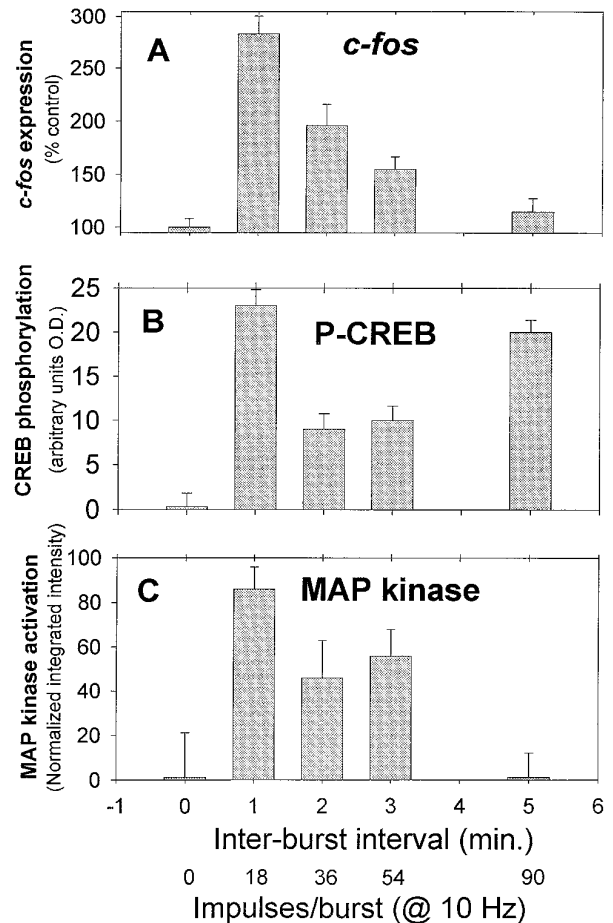 A
c-fos
c-fos expression
(% control)
300
250
200
150
100
B
P-CREB
CREB phosphorylation
(arbitrary units O.D.)
25
20
15
10
5
0
C
MAP kinase
MAP kinase activation
(Normalized integrated intensity)
100
80
60
40
20
0
-1 0 1 2 3 4 5 6
Inter-burst interval (min.)
0 18 36 54 90
Impulses/burst (@ 10 Hz)